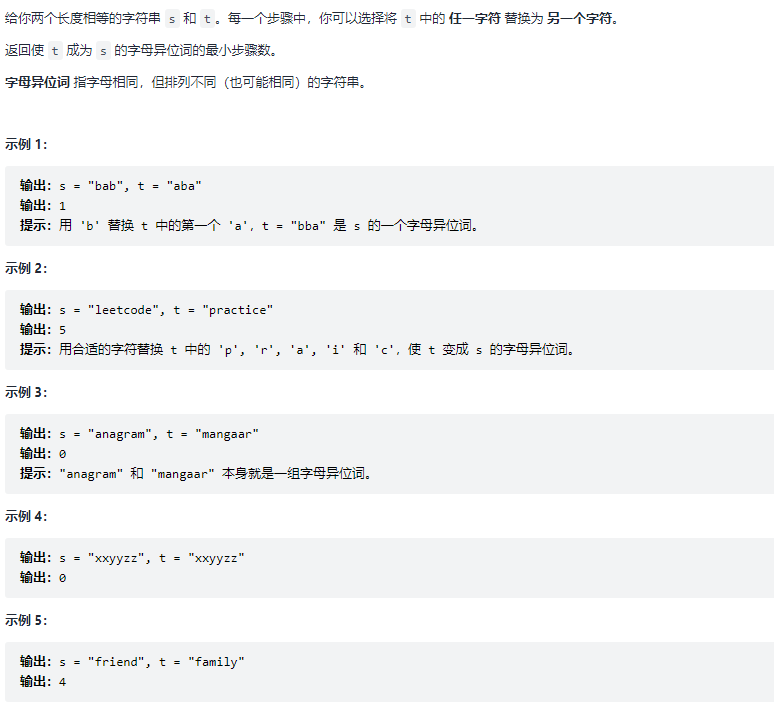 给你两个长度相等的字符串 s 和 t。每一个步骤中，你可以选择将 t 中的 任一字符 替换为 另一个字符。
返回使 t 成为 s 的字母异位词的最小步骤数。
字母异位词 指字母相同，但排列不同（也可能相同）的字符串。
示例 1：
输出：s = "bab", t = "aba"
输出：1
提示：用 'b' 替换 t 中的第一个 'a'，t = "bba" 是 s 的一个字母异位词。
示例 2：
输出：s = "leetcode", t = "practice"
输出：5
提示：用合适的字符替换 t 中的 'p', 'r', 'a', 'i' 和 'c'，使 t 变成 s 的字母异位词。
示例 3：
输出：s = "anagram", t = "mangaar"
输出：0
提示："anagram" 和 "mangaar" 本身就是一组字母异位词。
示例 4：
输出：s = "xxyyzz", t = "xxyyzz"
输出：0
示例 5：
输出：s = "friend", t = "family"
输出：4